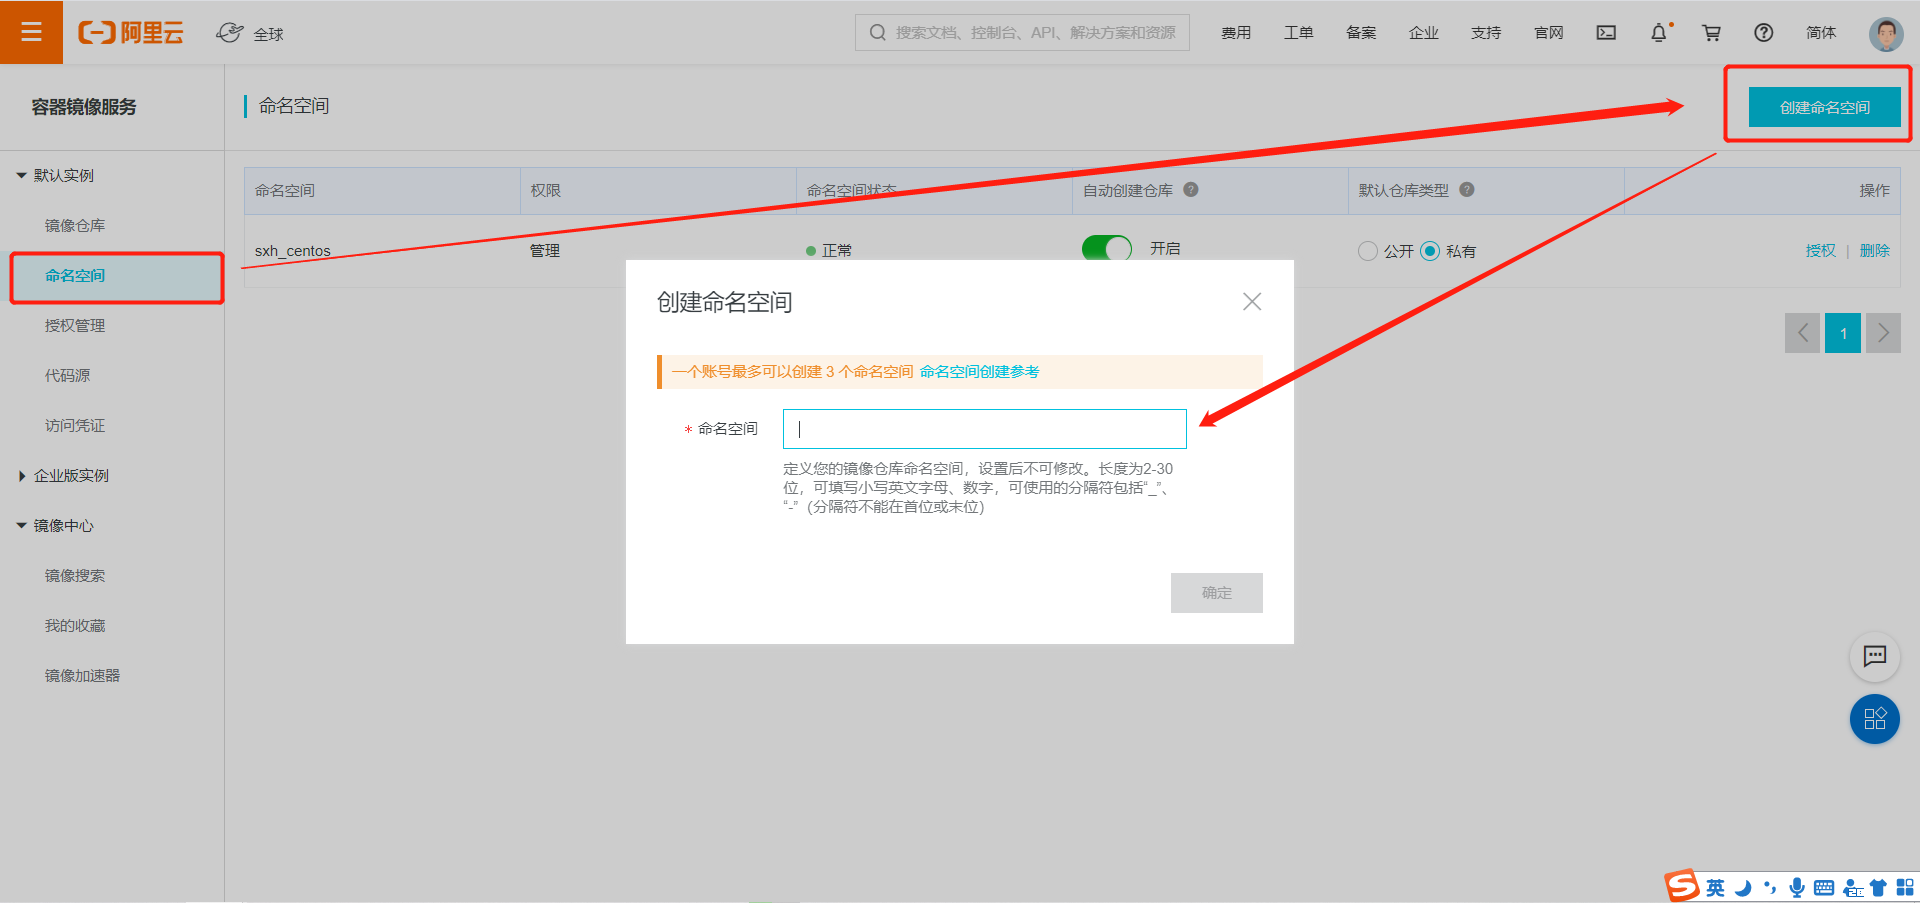 阿里云
全球
搜索文档、控制台、API、解决方案和资源
费用
工单
备案
企业
支持
官网
简体
容器镜像服务
默认实例
镜像仓库
命名空间
授权管理
代码源
访问凭证
企业版实例
镜像中心
镜像搜索
我的收藏
镜像加速器
命名空间
创建命名空间
命名空间
权限
命名空间状态
自动创建仓库
默认仓库类型
操作
sxh_centos
管理
正常
开启
公开
私有
授权 | 删除
1
创建命名空间
一个账号最多可以创建 3 个命名空间 命名空间创建参考
* 命名空间
定义您的镜像仓库命名空间，设置后不可修改。长度为2-30
位，可填写小写英文字母、数字，可使用的分隔符包括“_”、
“-”（分隔符不能在首位或末位）
确定
英